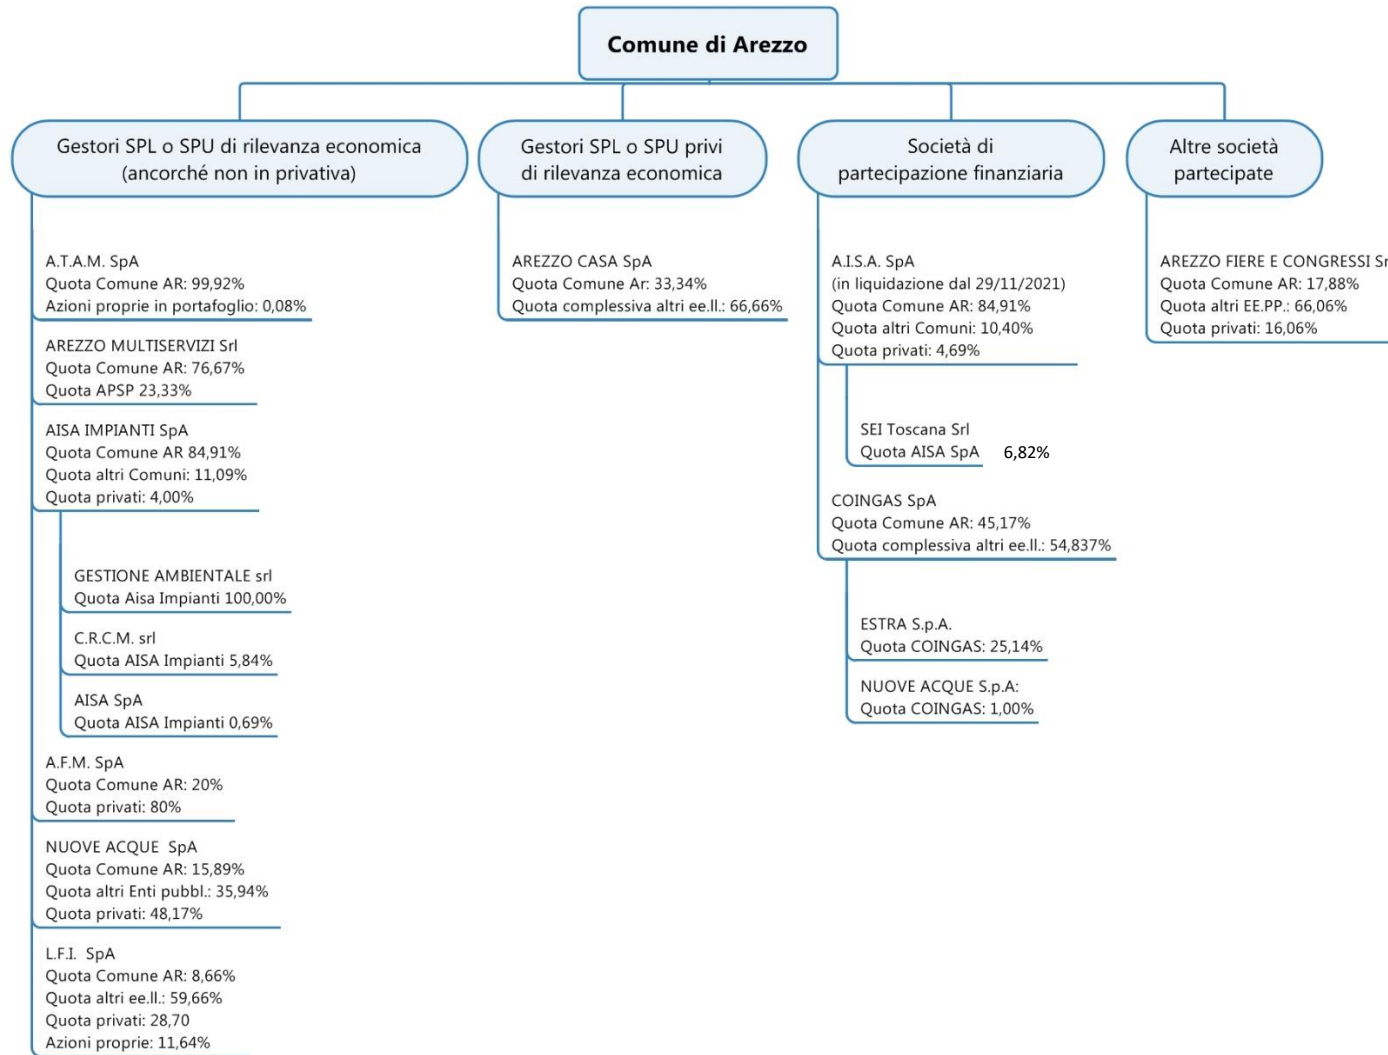 Comune di Arezzo
Gestori SPL o SPU di rilevanza economica
(ancorché non in privativa)
A.T.A.M. SpA
Quota Comune AR: 99,92%
Azioni proprie in portafoglio: 0,08%
AREZZO MULTISERVIZI Srl
Quota Comune AR: 76,67%
Quota APSP 23,33%
AISA IMPIANTI SpA
Quota Comune AR 84,91%
Quota altri Comuni: 11,09%
Quota privati: 4,00%
GESTIONE AMBIENTALE srl
Quota Aisa Impianti 100,00%
C.R.C.M. srl
Quota AISA Impianti 5,84%
AISA SpA
Quota AISA Impianti 0,69%
A.F.M. SpA
Quota Comune AR: 20%
Quota privati: 80%
NUOVE ACQUE  SpA
Quota Comune AR: 15,89%
Quota altri Enti pubbl.: 35,94%
Quota privati: 48,17%
L.F.I.  SpA
Quota Comune AR: 8,66%
Quota altri ee.ll.: 59,66%
Quota privati: 28,70
Azioni proprie: 11,64%
Gestori SPL o SPU privi
di rilevanza economica
AREZZO CASA SpA
Quota Comune Ar: 33,34%
Quota complessiva altri ee.ll.: 66,66%
Società di
partecipazione finanziaria
A.I.S.A. SpA
(in liquidazione dal 29/11/2021)
Quota Comune AR: 84,91%
Quota altri Comuni: 10,40%
Quota privati: 4,69%
SEI Toscana Srl
Quota AISA SpA 6,82%
COINGAS SpA
Quota Comune AR: 45,17%
Quota complessiva altri ee.ll.: 54,837%
ESTRA S.p.A.
Quota COINGAS: 25,14%
NUOVE ACQUE S.p.A:
Quota COINGAS: 1,00%
Altre società
partecipate
AREZZO FIERE E CONGRESSI Sr
Quota Comune AR: 17,88%
Quota altri EE.PP.: 66,06%
Quota privati: 16,06%